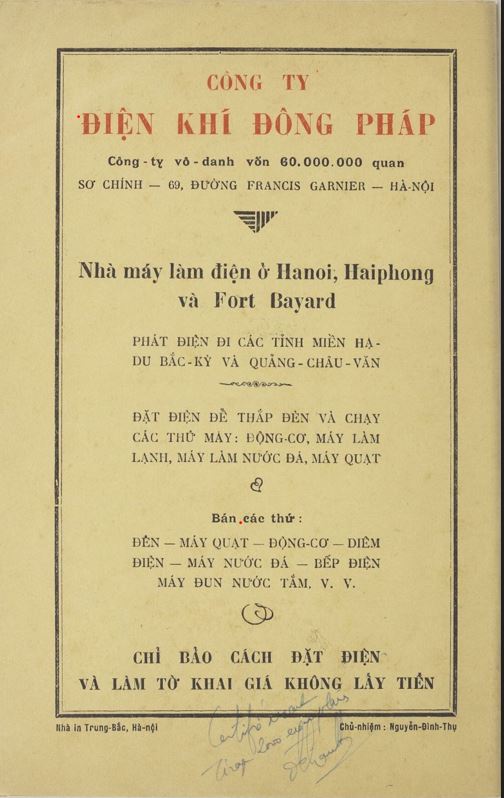 CÔNG TY
ĐIỆN KHÍ ĐÔNG PHÁP
Công-ty vô-danh vốn 60.000.000 quan
SƠ CHÍNH — 69, ĐƯỜNG FRANCIS GARNIER — HÀ-NỘI
Nhà máy làm điện ở Hanoi, Haiphong
và Fort Bayard
PHÁT ĐIỆN ĐI CÁC TỈNH MIỀN HẠ-
DU BẮC-KỲ VÀ QUẢNG-CHÂU-VĂN
ĐẶT ĐIỆN ĐỂ THẮP ĐÈN VÀ CHẠY
CÁC THỨ MÁY: ĐỘNG-CƠ, MÁY LÀM
LẠNH, MÁY LÀM NƯỚC ĐÁ, MÁY QUẠT
Bán các thứ :
ĐÈN — MÁY QUẠT — ĐỘNG-CƠ — DIÊM
ĐIỆN — MÁY NƯỚC ĐÁ — BẾP ĐIỆN
MÁY ĐUN NƯỚC TẮM, V. V.
CHỈ BẢO CÁCH ĐẶT ĐIỆN
VÀ LÀM TỜ KHAI GIÁ KHÔNG LẤY TIỀN
Nhà in Trung-Bắc, Hà-nội
Chủ-nhiệm : Nguyễn-Đình-Thụ